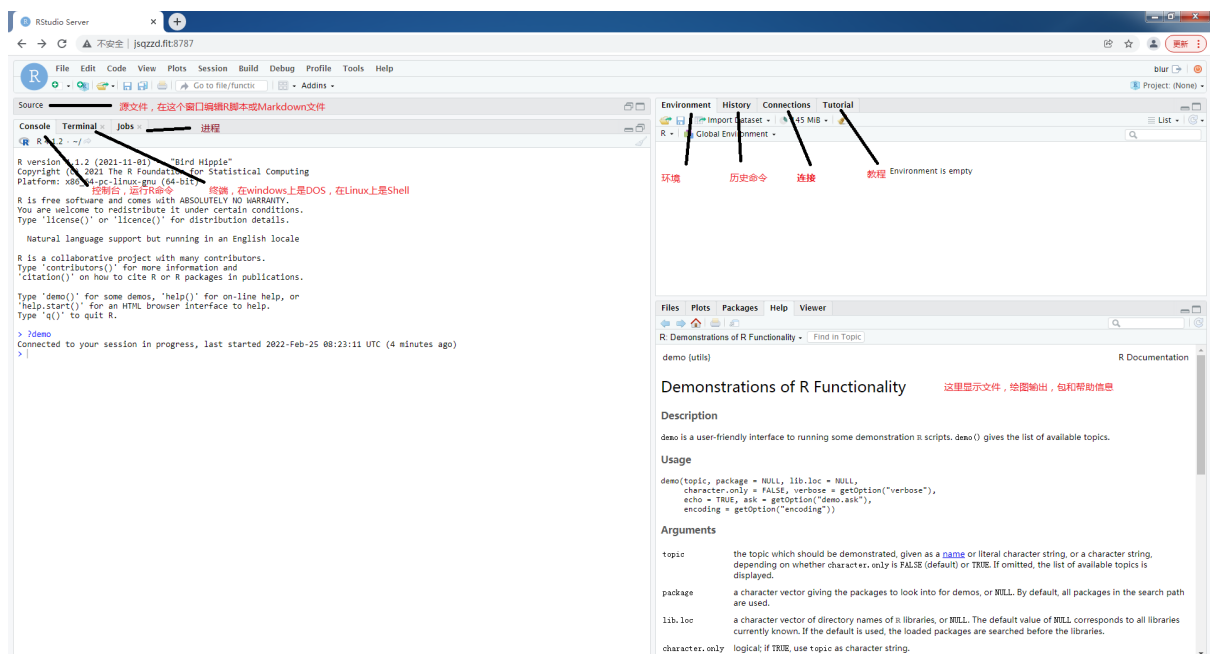 RStudio Server
不安全 | jsqzzd.fit:8787
更新
File Edit Code View Plots Session Build Debug Profile Tools Help
blur
Go to file/functic
Addins
Project: (None)
Source
源文件，在这个窗口编辑R脚本或Markdown文件
Console Terminal Jobs
进程
R version 4.1.2 (2021-11-01) -- "Bird Hippie"
Copyright (C) 2021 The R Foundation for Statistical Computing
Platform: x86_64-pc-linux-gnu (64-bit)
控制台，运行R命令
终端，在windows上是DOS，在Linux上是Shell
R is free software and comes with ABSOLUTELY NO WARRANTY.
You are welcome to redistribute it under certain conditions.
Type 'license()' or 'licence()' for distribution details.
Natural language support but running in an English locale
R is a collaborative project with many contributors.
Type 'contributors()' for more information and
'citation()' on how to cite R or R packages in publications.
Type 'demo()' for some demos, 'help()' for on-line help, or
'help.start()' for an HTML browser interface to help.
Type 'q()' to quit R.
> ?demo
Connected to your session in progress, last started 2022-Feb-25 08:23:11 UTC (4 minutes ago)
>
Environment History Connections Tutorial
Import Dataset 145 MiB List
R Global Environment
环境 历史命令 连接 教程
Environment is empty
Files Plots Packages Help Viewer
R: Demonstrations of R Functionality Find in Topic
demo {utils} R Documentation
Demonstrations of R Functionality
这里显示文件，绘图输出，包和帮助信息
Description
demo is a user-friendly interface to running some demonstration R scripts. demo() gives the list of available topics.
Usage
demo(topic, package = NULL, lib.loc = NULL,
character.only = FALSE, verbose = getOption("verbose"),
echo = TRUE, ask = getOption("demo.ask"),
encoding = getOption("encoding"))
Arguments
topic the topic which should be demonstrated, given as a name or literal character string, or a character string,
depending on whether character.only is FALSE (default) or TRUE. If omitted, the list of available topics is
displayed.
package a character vector giving the packages to look into for demos, or NULL. By default, all packages in the search path
are used.
lib.loc a character vector of directory names of R libraries, or NULL. The default value of NULL corresponds to all libraries
currently known. If the default is used, the loaded packages are searched before the libraries.
character.only logical; if TRUE, use topic as character string.